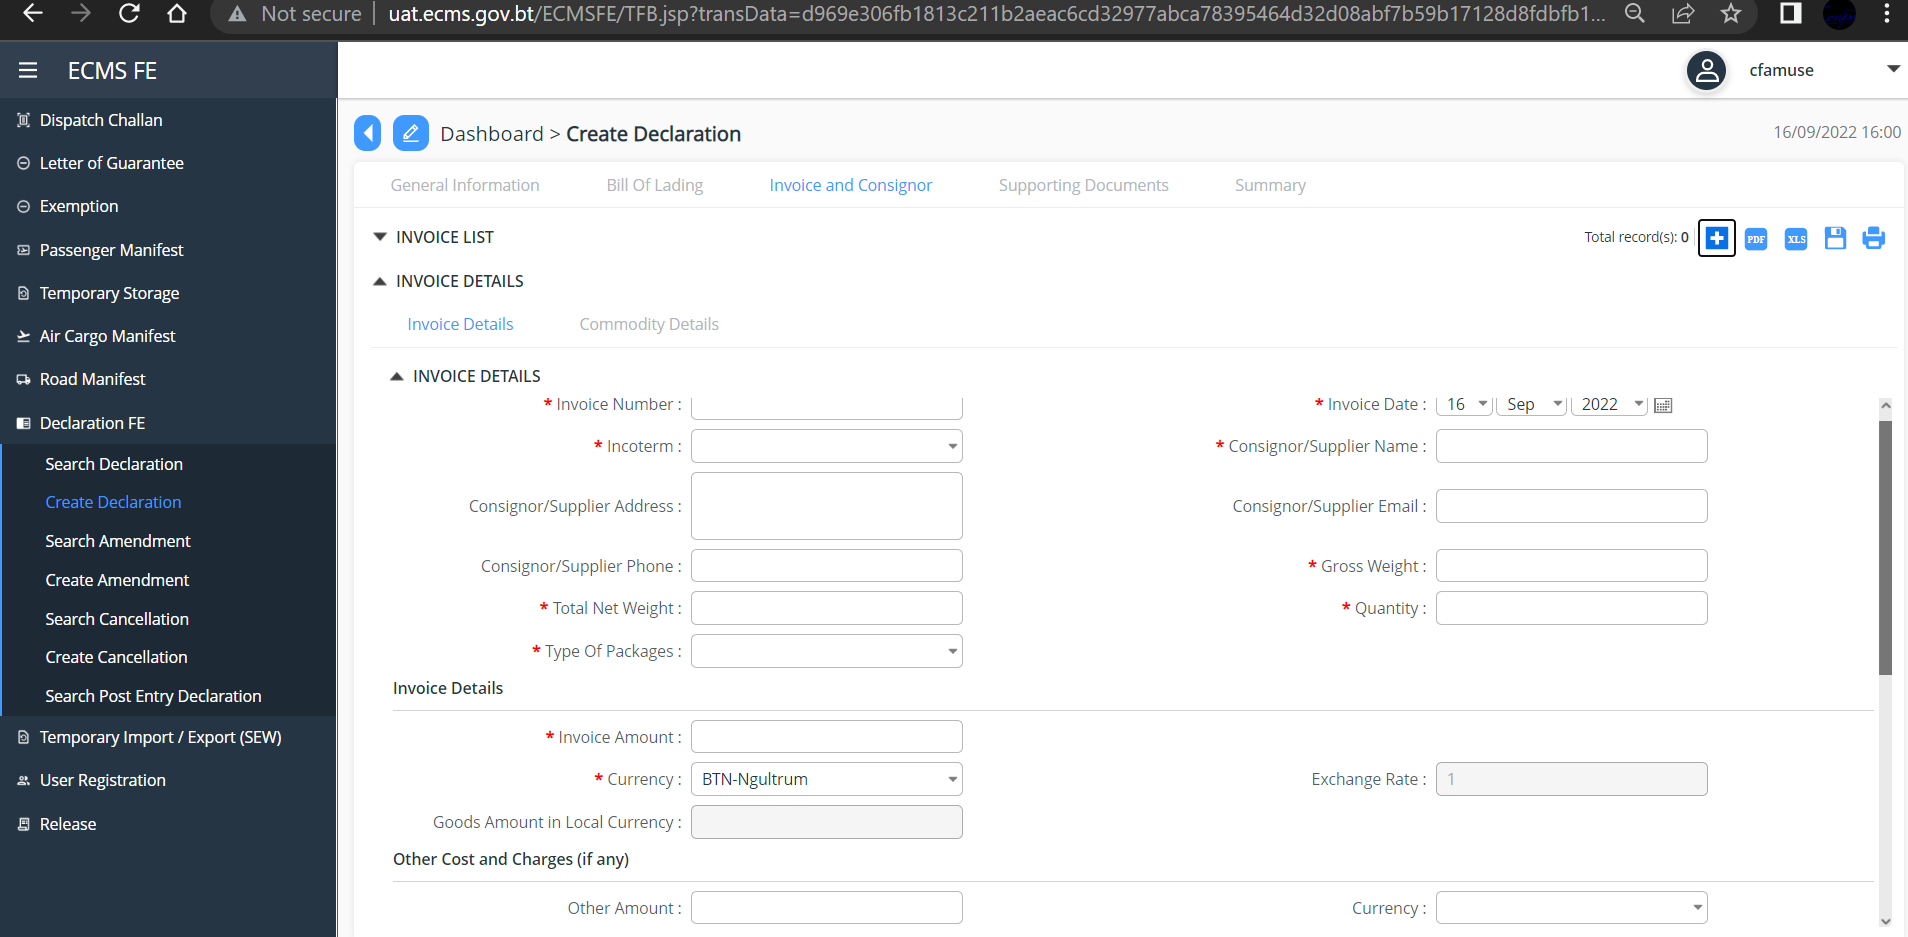 Not secure | uat.ecms.gov.bt/ECMSFE/TFB.jsp?transData=d969e306fb1813c211b2aeac6cd32977abca78395464d32d08abf7b59b17128d8fdbfb1...
ECMS FE
cfamuse
Dispatch Challan
Letter of Guarantee
Exemption
Passenger Manifest
Temporary Storage
Air Cargo Manifest
Road Manifest
Declaration FE
Search Declaration
Create Declaration
Search Amendment
Create Amendment
Search Cancellation
Create Cancellation
Search Post Entry Declaration
Temporary Import / Export (SEW)
User Registration
Release
Dashboard > Create Declaration
16/09/2022 16:00
General Information Bill Of Lading Invoice and Consignor Supporting Documents Summary
INVOICE LIST
Total record(s): 0
PDF XLS
INVOICE DETAILS
Invoice Details Commodity Details
INVOICE DETAILS
* Invoice Number :
* Invoice Date : 16 Sep 2022
* Incoterm :
* Consignor/Supplier Name :
Consignor/Supplier Address :
Consignor/Supplier Email :
Consignor/Supplier Phone :
* Gross Weight :
* Total Net Weight :
* Quantity :
* Type Of Packages :
Invoice Details
* Invoice Amount :
* Currency : BTN-Ngultrum
Exchange Rate : 1
Goods Amount in Local Currency :
Other Cost and Charges (if any)
Other Amount :
Currency :